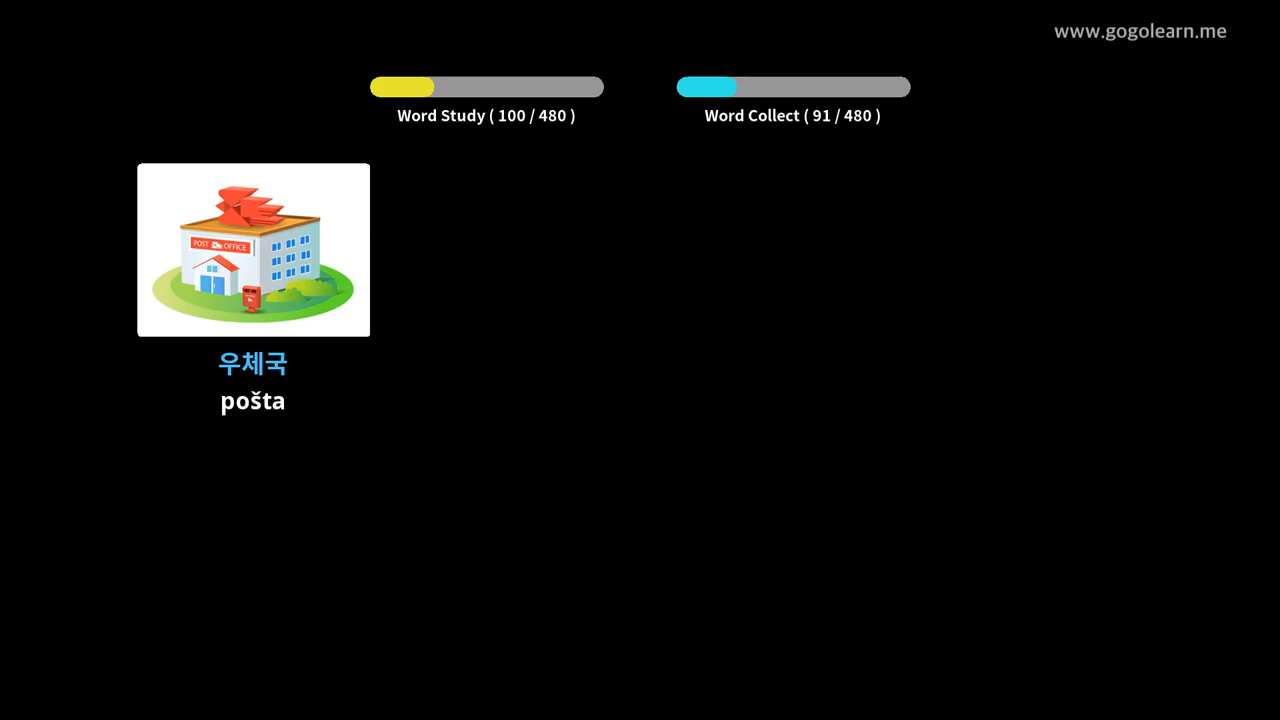 www.gogolearn.me
Word Study ( 100 / 480 )
Word Collect ( 91 / 480 )
POST OFFICE
우체국
pošta